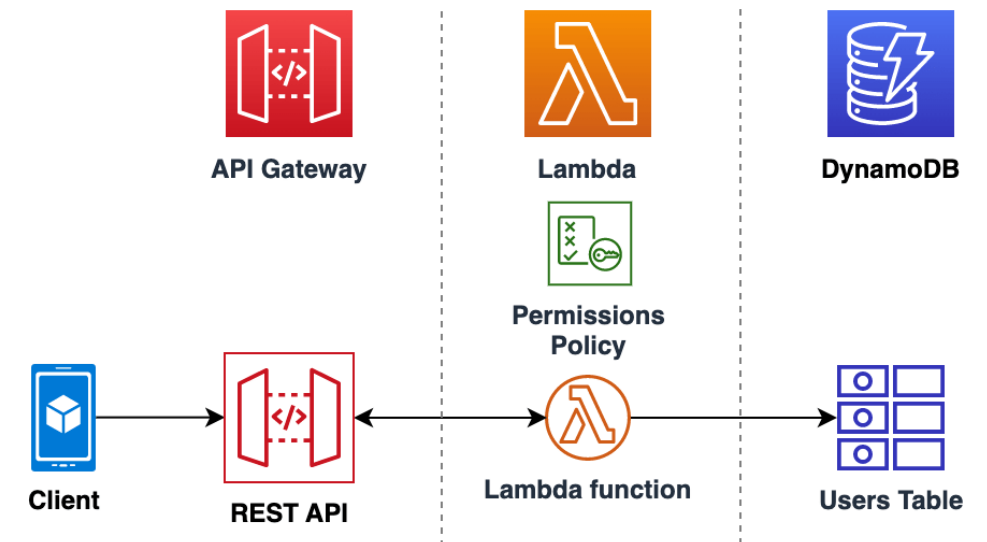 API Gateway
Lambda
DynamoDB
Permissions
Policy
Client
REST API
Lambda function
Users Table